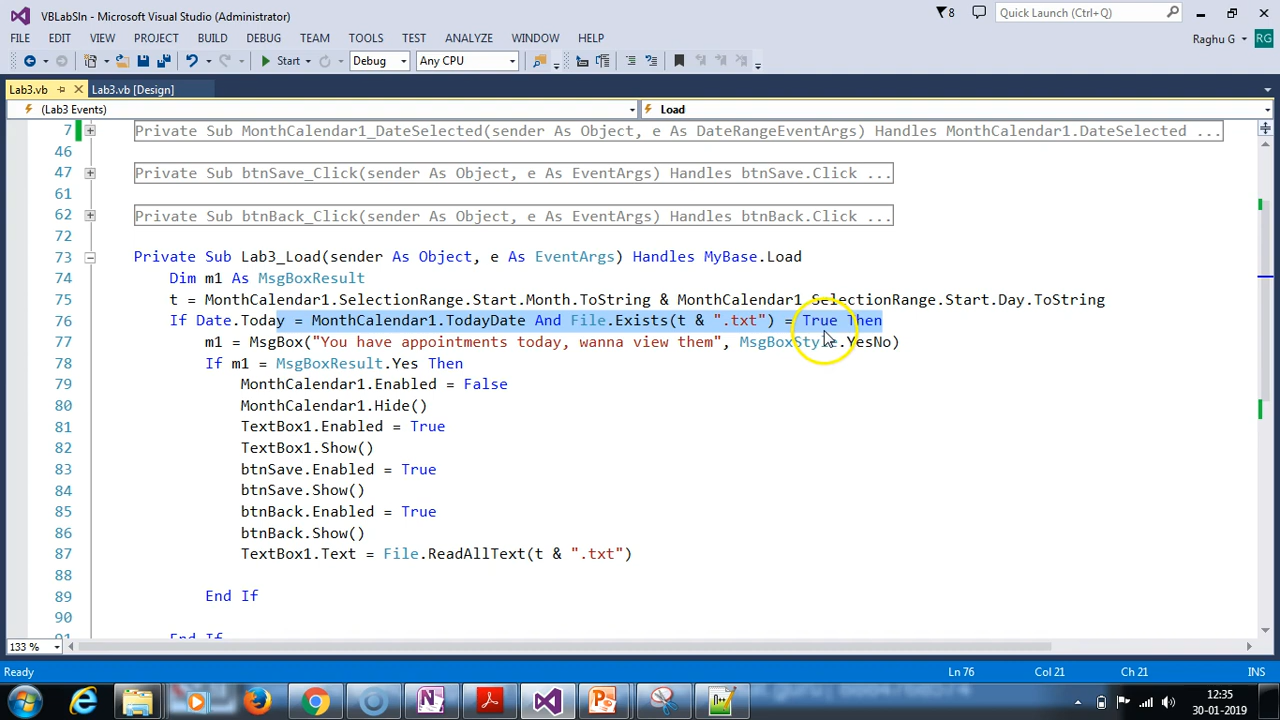 VBLabSln - Microsoft Visual Studio (Administrator)
8
Quick Launch (Ctrl+Q)
FILE EDIT VIEW PROJECT BUILD DEBUG TEAM TOOLS TEST ANALYZE WINDOW HELP
Raghu G
RG
Start
Debug
Any CPU
Lab3.vb
Lab3.vb [Design]
(Lab3 Events)
Load
7 Private Sub MonthCalendar1_DateSelected(sender As Object, e As DateRangeEventArgs) Handles MonthCalendar1.DateSelected ...
46
47 Private Sub btnSave_Click(sender As Object, e As EventArgs) Handles btnSave.Click ...
61
62 Private Sub btnBack_Click(sender As Object, e As EventArgs) Handles btnBack.Click ...
72
73 Private Sub Lab3_Load(sender As Object, e As EventArgs) Handles MyBase.Load
74 Dim m1 As MsgBoxResult
75 t = MonthCalendar1.SelectionRange.Start.Month.ToString & MonthCalendar1.SelectionRange.Start.Day.ToString
76 If Date.Today = MonthCalendar1.TodayDate And File.Exists(t & ".txt") = True Then
77 m1 = MsgBox("You have appointments today, wanna view them", MsgBoxStyle.YesNo)
78 If m1 = MsgBoxResult.Yes Then
79 MonthCalendar1.Enabled = False
80 MonthCalendar1.Hide()
81 TextBox1.Enabled = True
82 TextBox1.Show()
83 btnSave.Enabled = True
84 btnSave.Show()
85 btnBack.Enabled = True
86 btnBack.Show()
87 TextBox1.Text = File.ReadAllText(t & ".txt")
88
89 End If
90
91 End If
133 %
Ready
Ln 76
Col 21
Ch 21
INS
12:35
30-01-2019